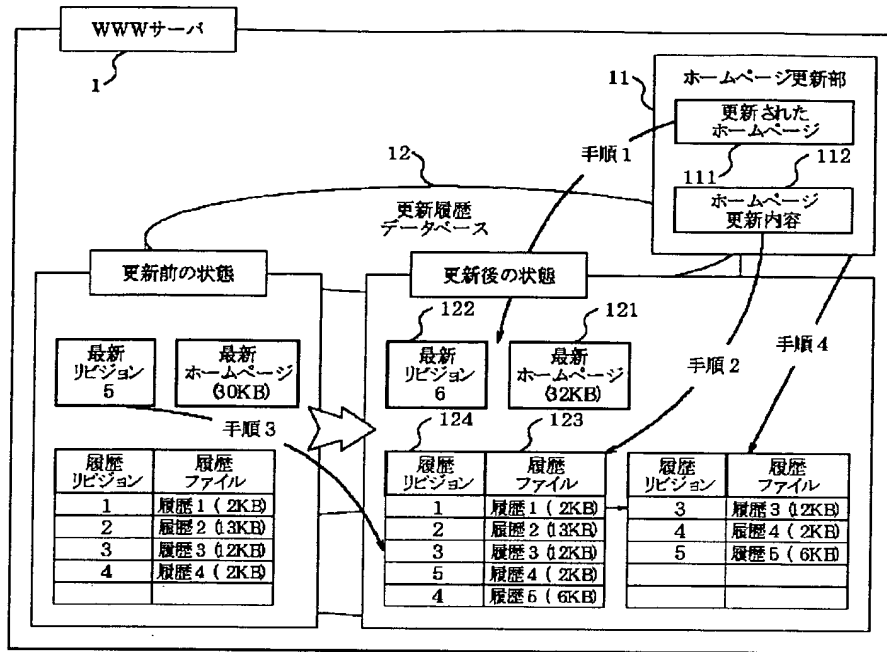 WWWサーバ
1
11
ホームページ更新部
更新された
ホームページ
111
112
ホームページ
更新内容
手順1
12
更新履歴
データベース
更新前の状態
最新
リビジョン
5
最新
ホームページ
(30KB)
手順3
履歴
リビジョン
履歴
ファイル
1 履歴1 ( 2KB)
2 履歴2 (13KB)
3 履歴3 (12KB)
4 履歴4 ( 2KB)
更新後の状態
122
121
最新
リビジョン
6
最新
ホームページ
(32KB)
手順2
手順4
124
123
履歴
リビジョン
履歴
ファイル
1 履歴1 ( 2KB)
2 履歴2 (13KB)
3 履歴3 (12KB)
5 履歴4 ( 2KB)
4 履歴5 ( 6KB)
履歴
リビジョン
履歴
ファイル
3 履歴3 (12KB)
4 履歴4 ( 2KB)
5 履歴5 ( 6KB)